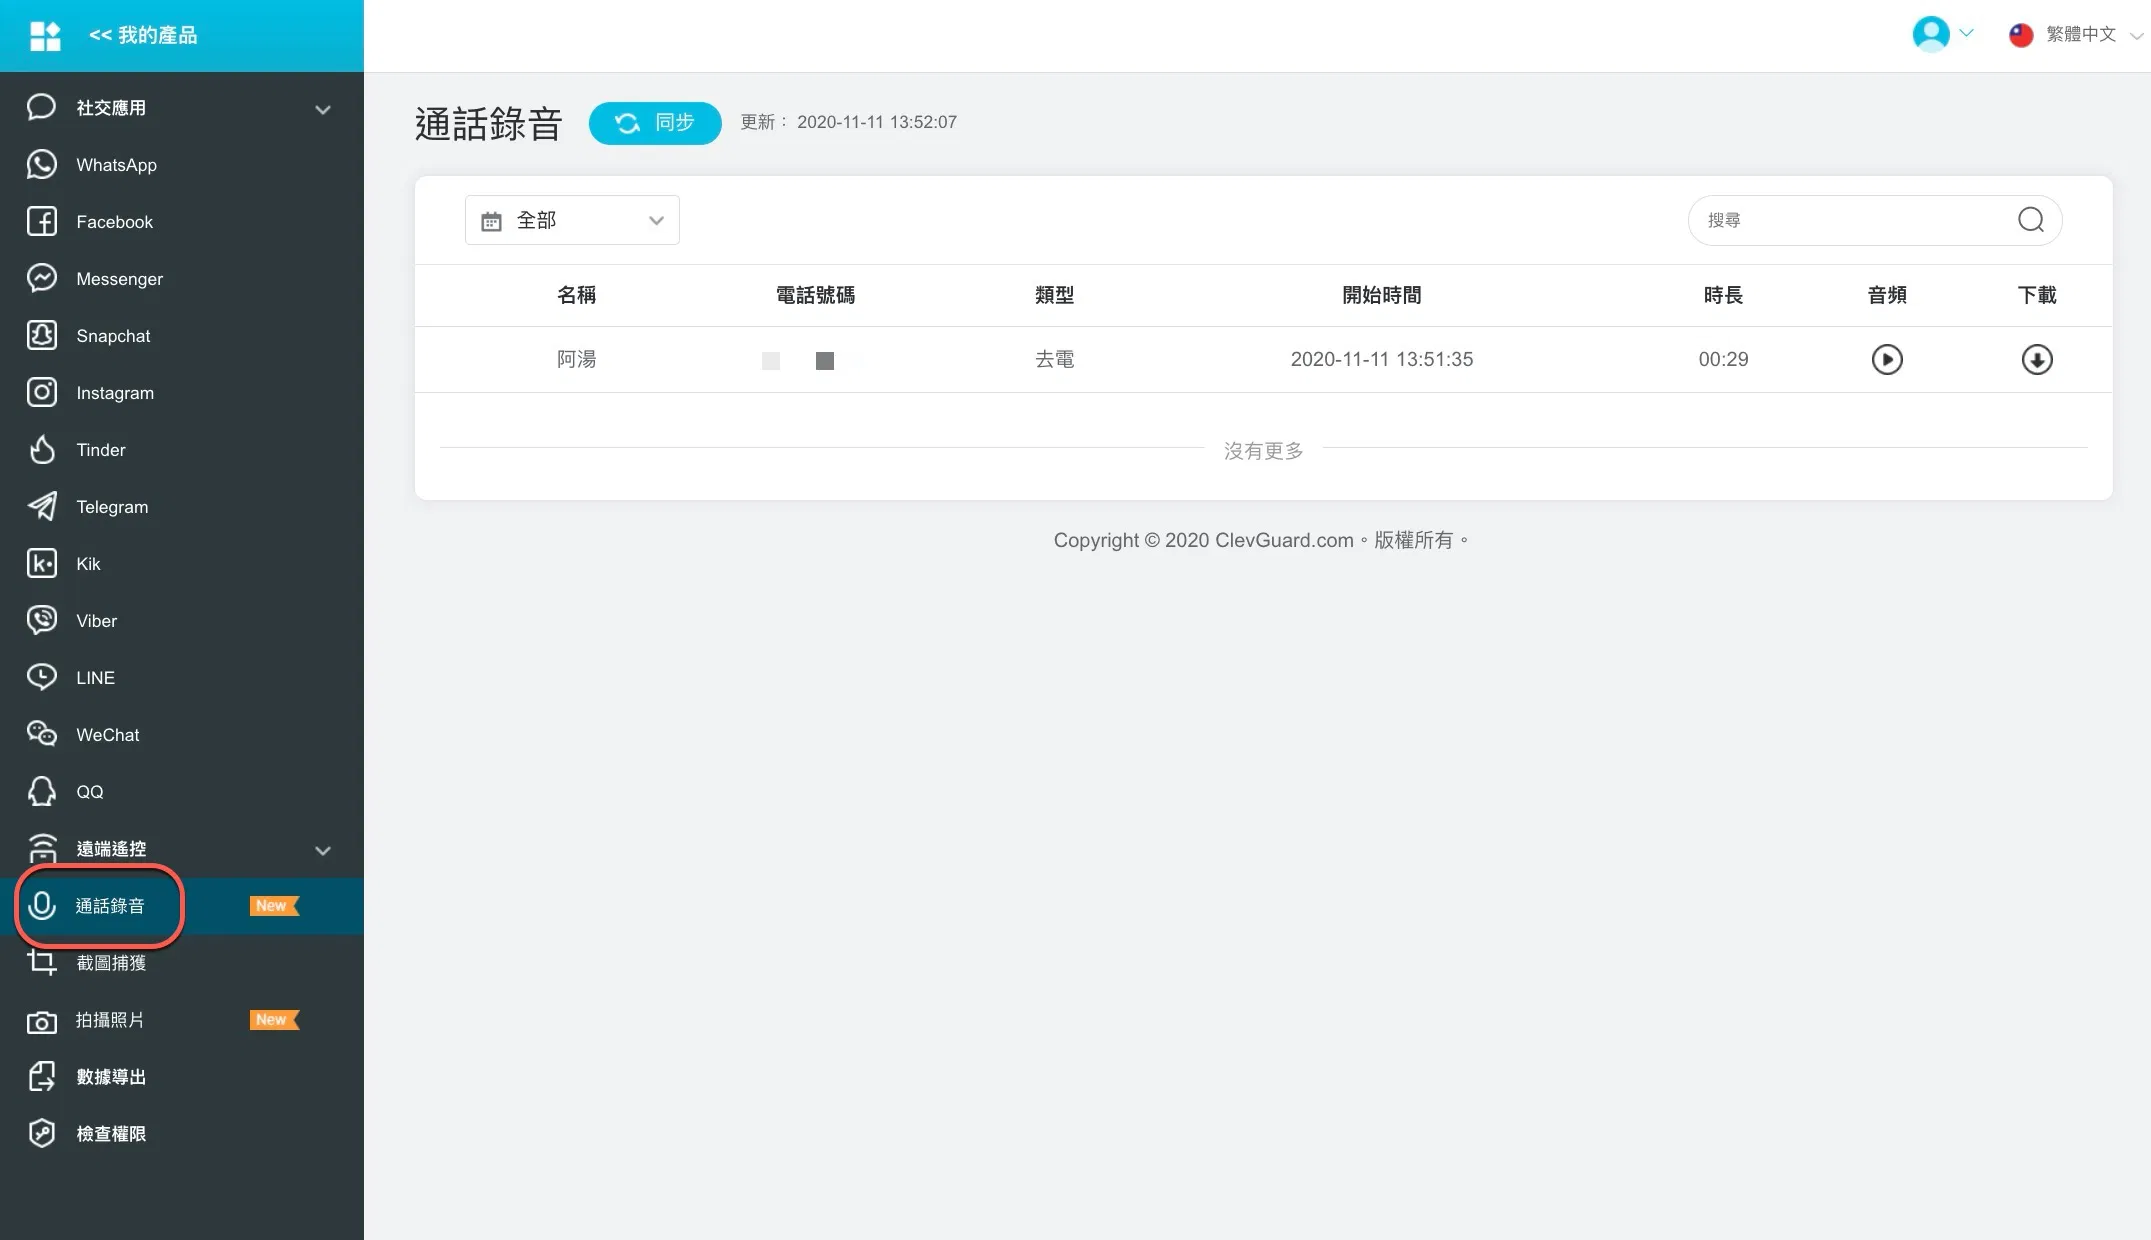 << 我的產品
繁體中文
社交應用
WhatsApp
Facebook
Messenger
Snapchat
Instagram
Tinder
Telegram
Kik
Viber
LINE
WeChat
QQ
遠端遙控
通話錄音 New
截圖捕獲
拍攝照片 New
數據導出
檢查權限
通話錄音 同步 更新： 2020-11-11 13:52:07
全部 搜尋
名稱 電話號碼 類型 開始時間 時長 音頻 下載
阿湯 去電 2020-11-11 13:51:35 00:29
沒有更多
Copyright © 2020 ClevGuard.com。版權所有。